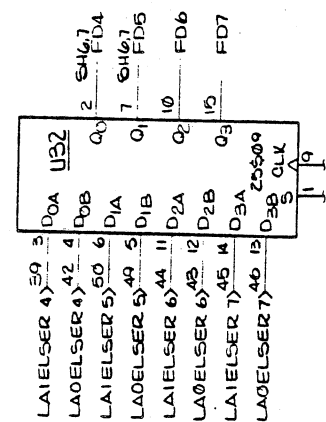 LA1ELSER 4> 39 3 D0A
U32
LA0ELSER 4> 42 4 D0B
2 SH6,7
Q0 FD4
LA1ELSER 5> 50 6 D1A
LA0ELSER 5> 49 5 D1B
7 SH6,7
Q1 FD5
LA1ELSER 6> 44 11 D2A
10
Q2 FD6
LAØELSER 6> 43 12 D2B
15
Q3 FD7
LA1ELSER 7> 45 14 D3A
25S09
LAØELSER 7> 46 13 D3B
CLK 9
S 1